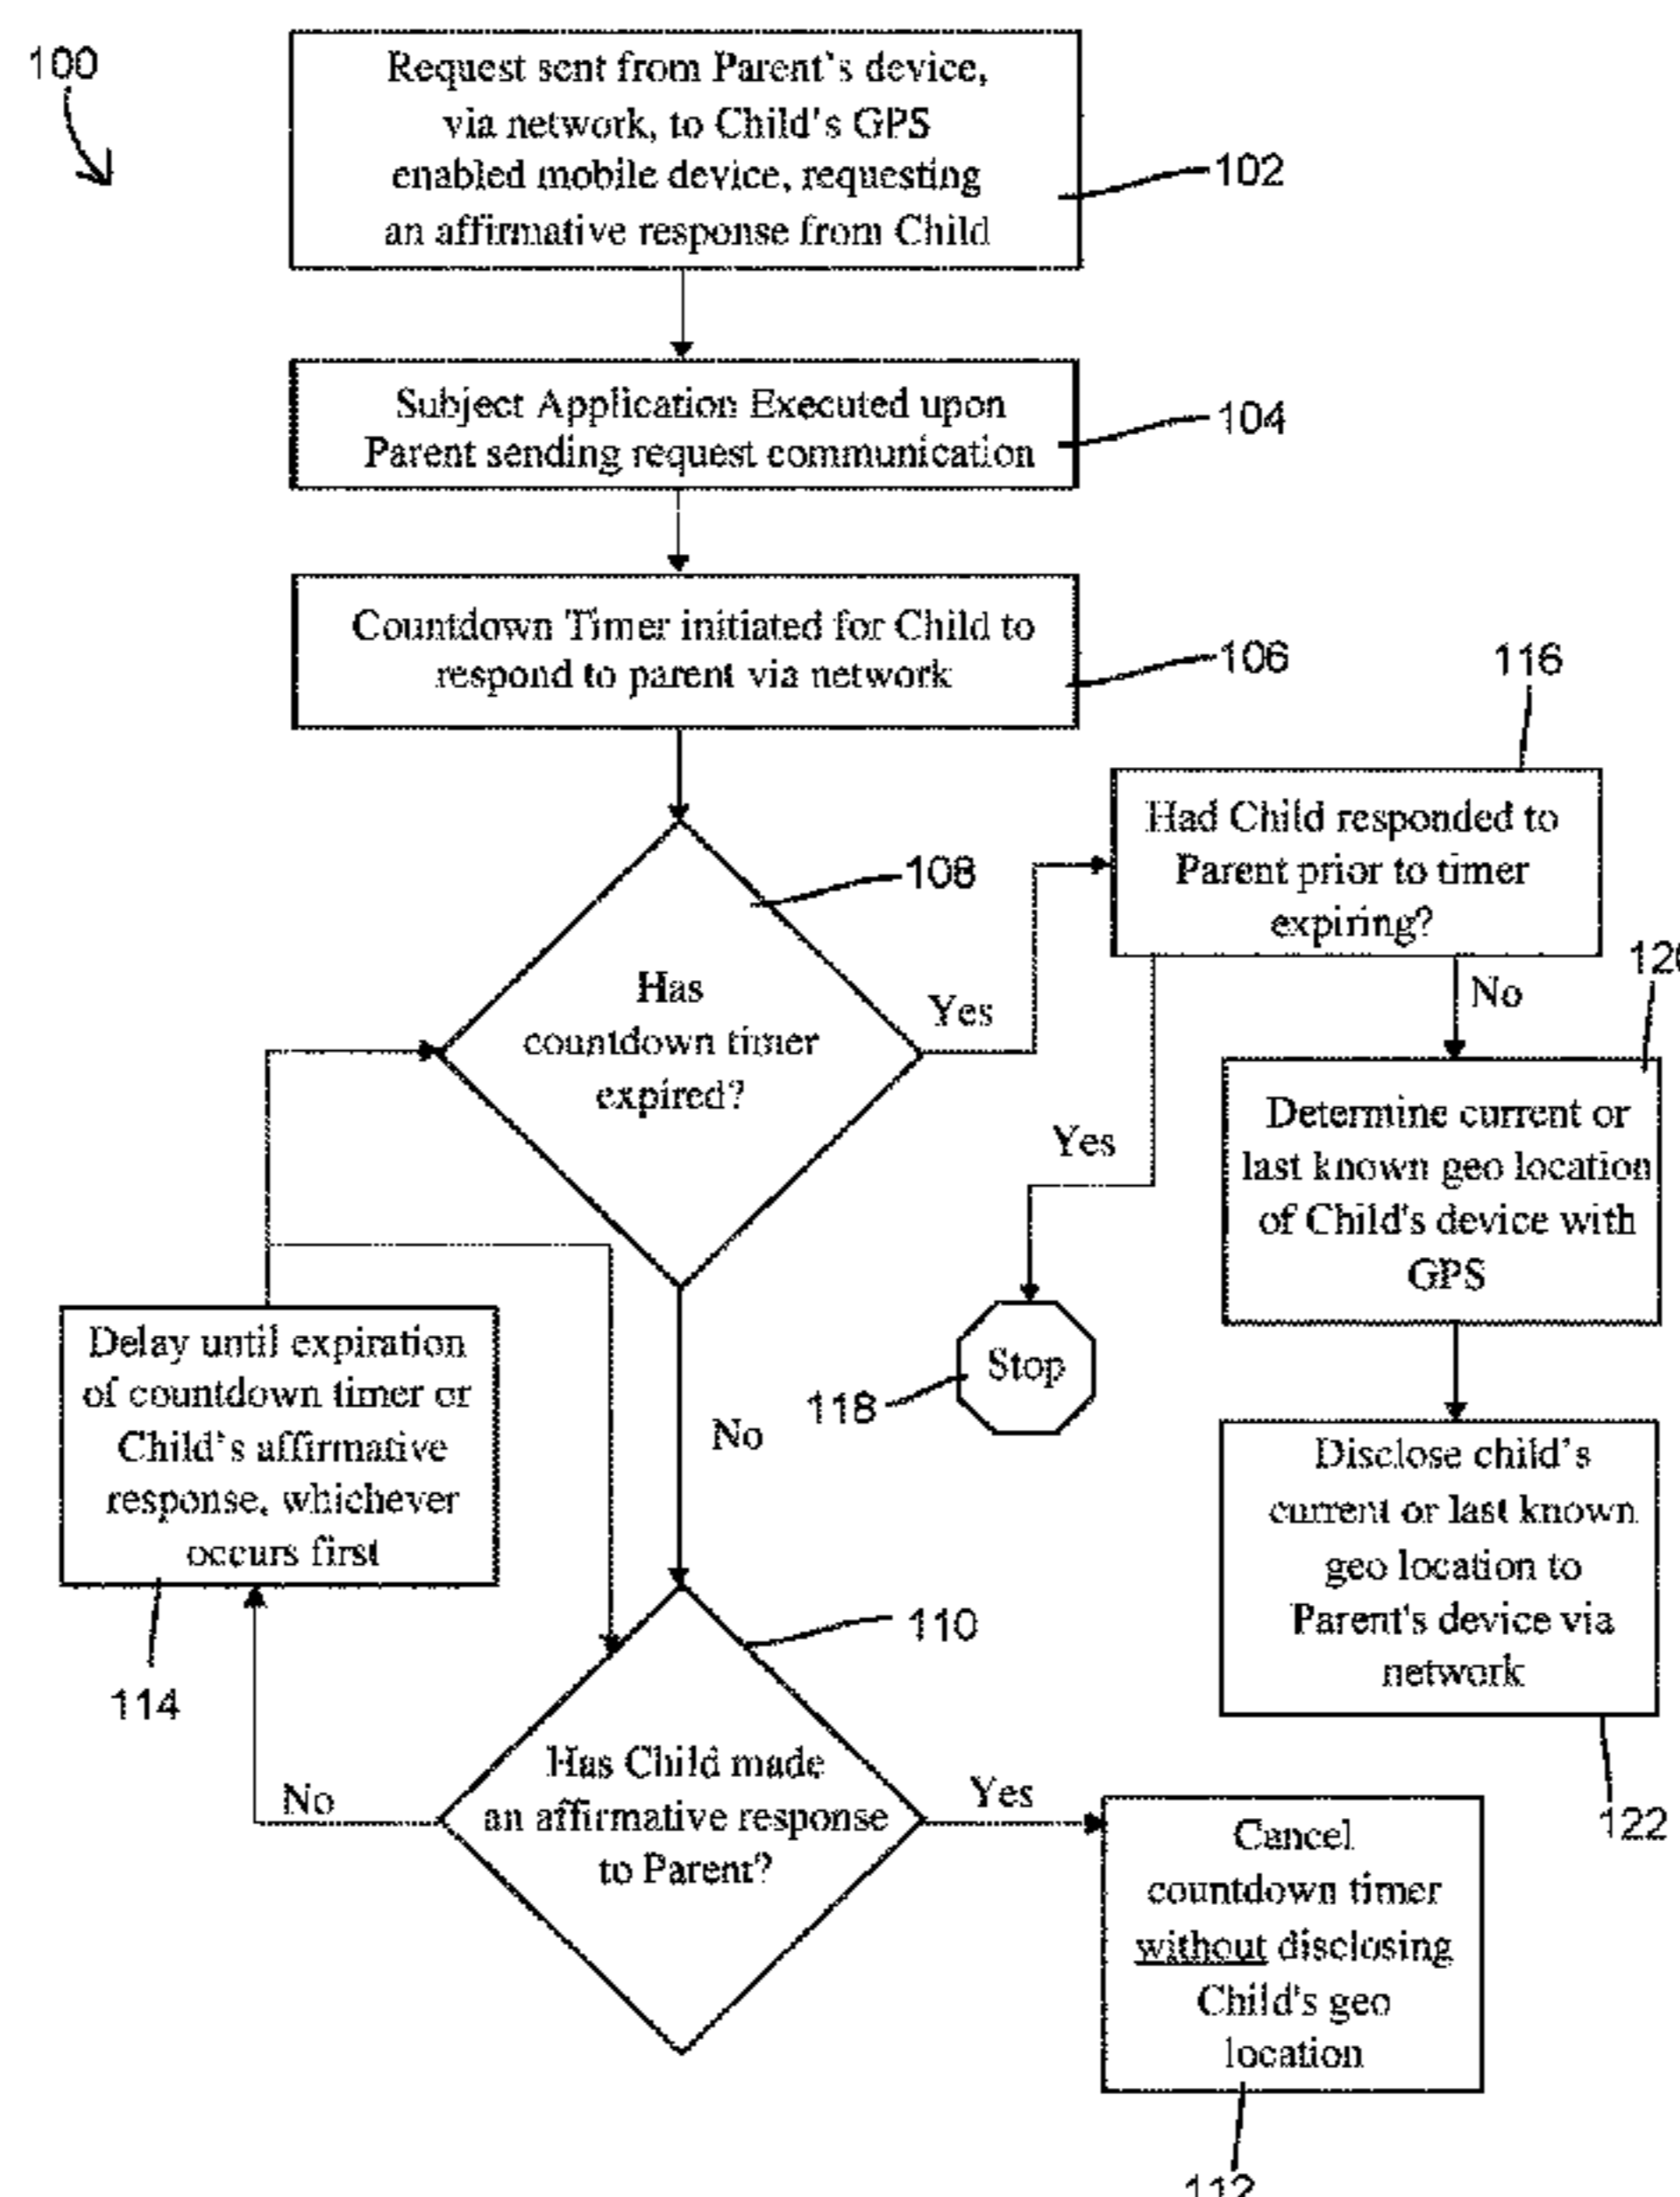 100
Request sent from Parent's device,
via network, to Child's GPS
enabled mobile device, requesting
an affirmative response from Child
102
Subject Application Executed upon
Parent sending request communication
104
Countdown Timer initiated for Child to
respond to parent via network
106
116
Had Child responded to
Parent prior to timer
expiring?
108
Has
countdown timer
expired?
Yes
No
120
Determine current or
last known geo location
of Child's device with
GPS
Yes
Stop
118
Delay until expiration
of countdown timer or
Child's affirmative
response, whichever
occurs first
114
No
Disclose child's
current or last known
geo location to
Parent's device via
network
122
110
Has Child made
an affirmative response
to Parent?
No
Yes
Cancel
countdown timer
without disclosing
Child's geo
location
112